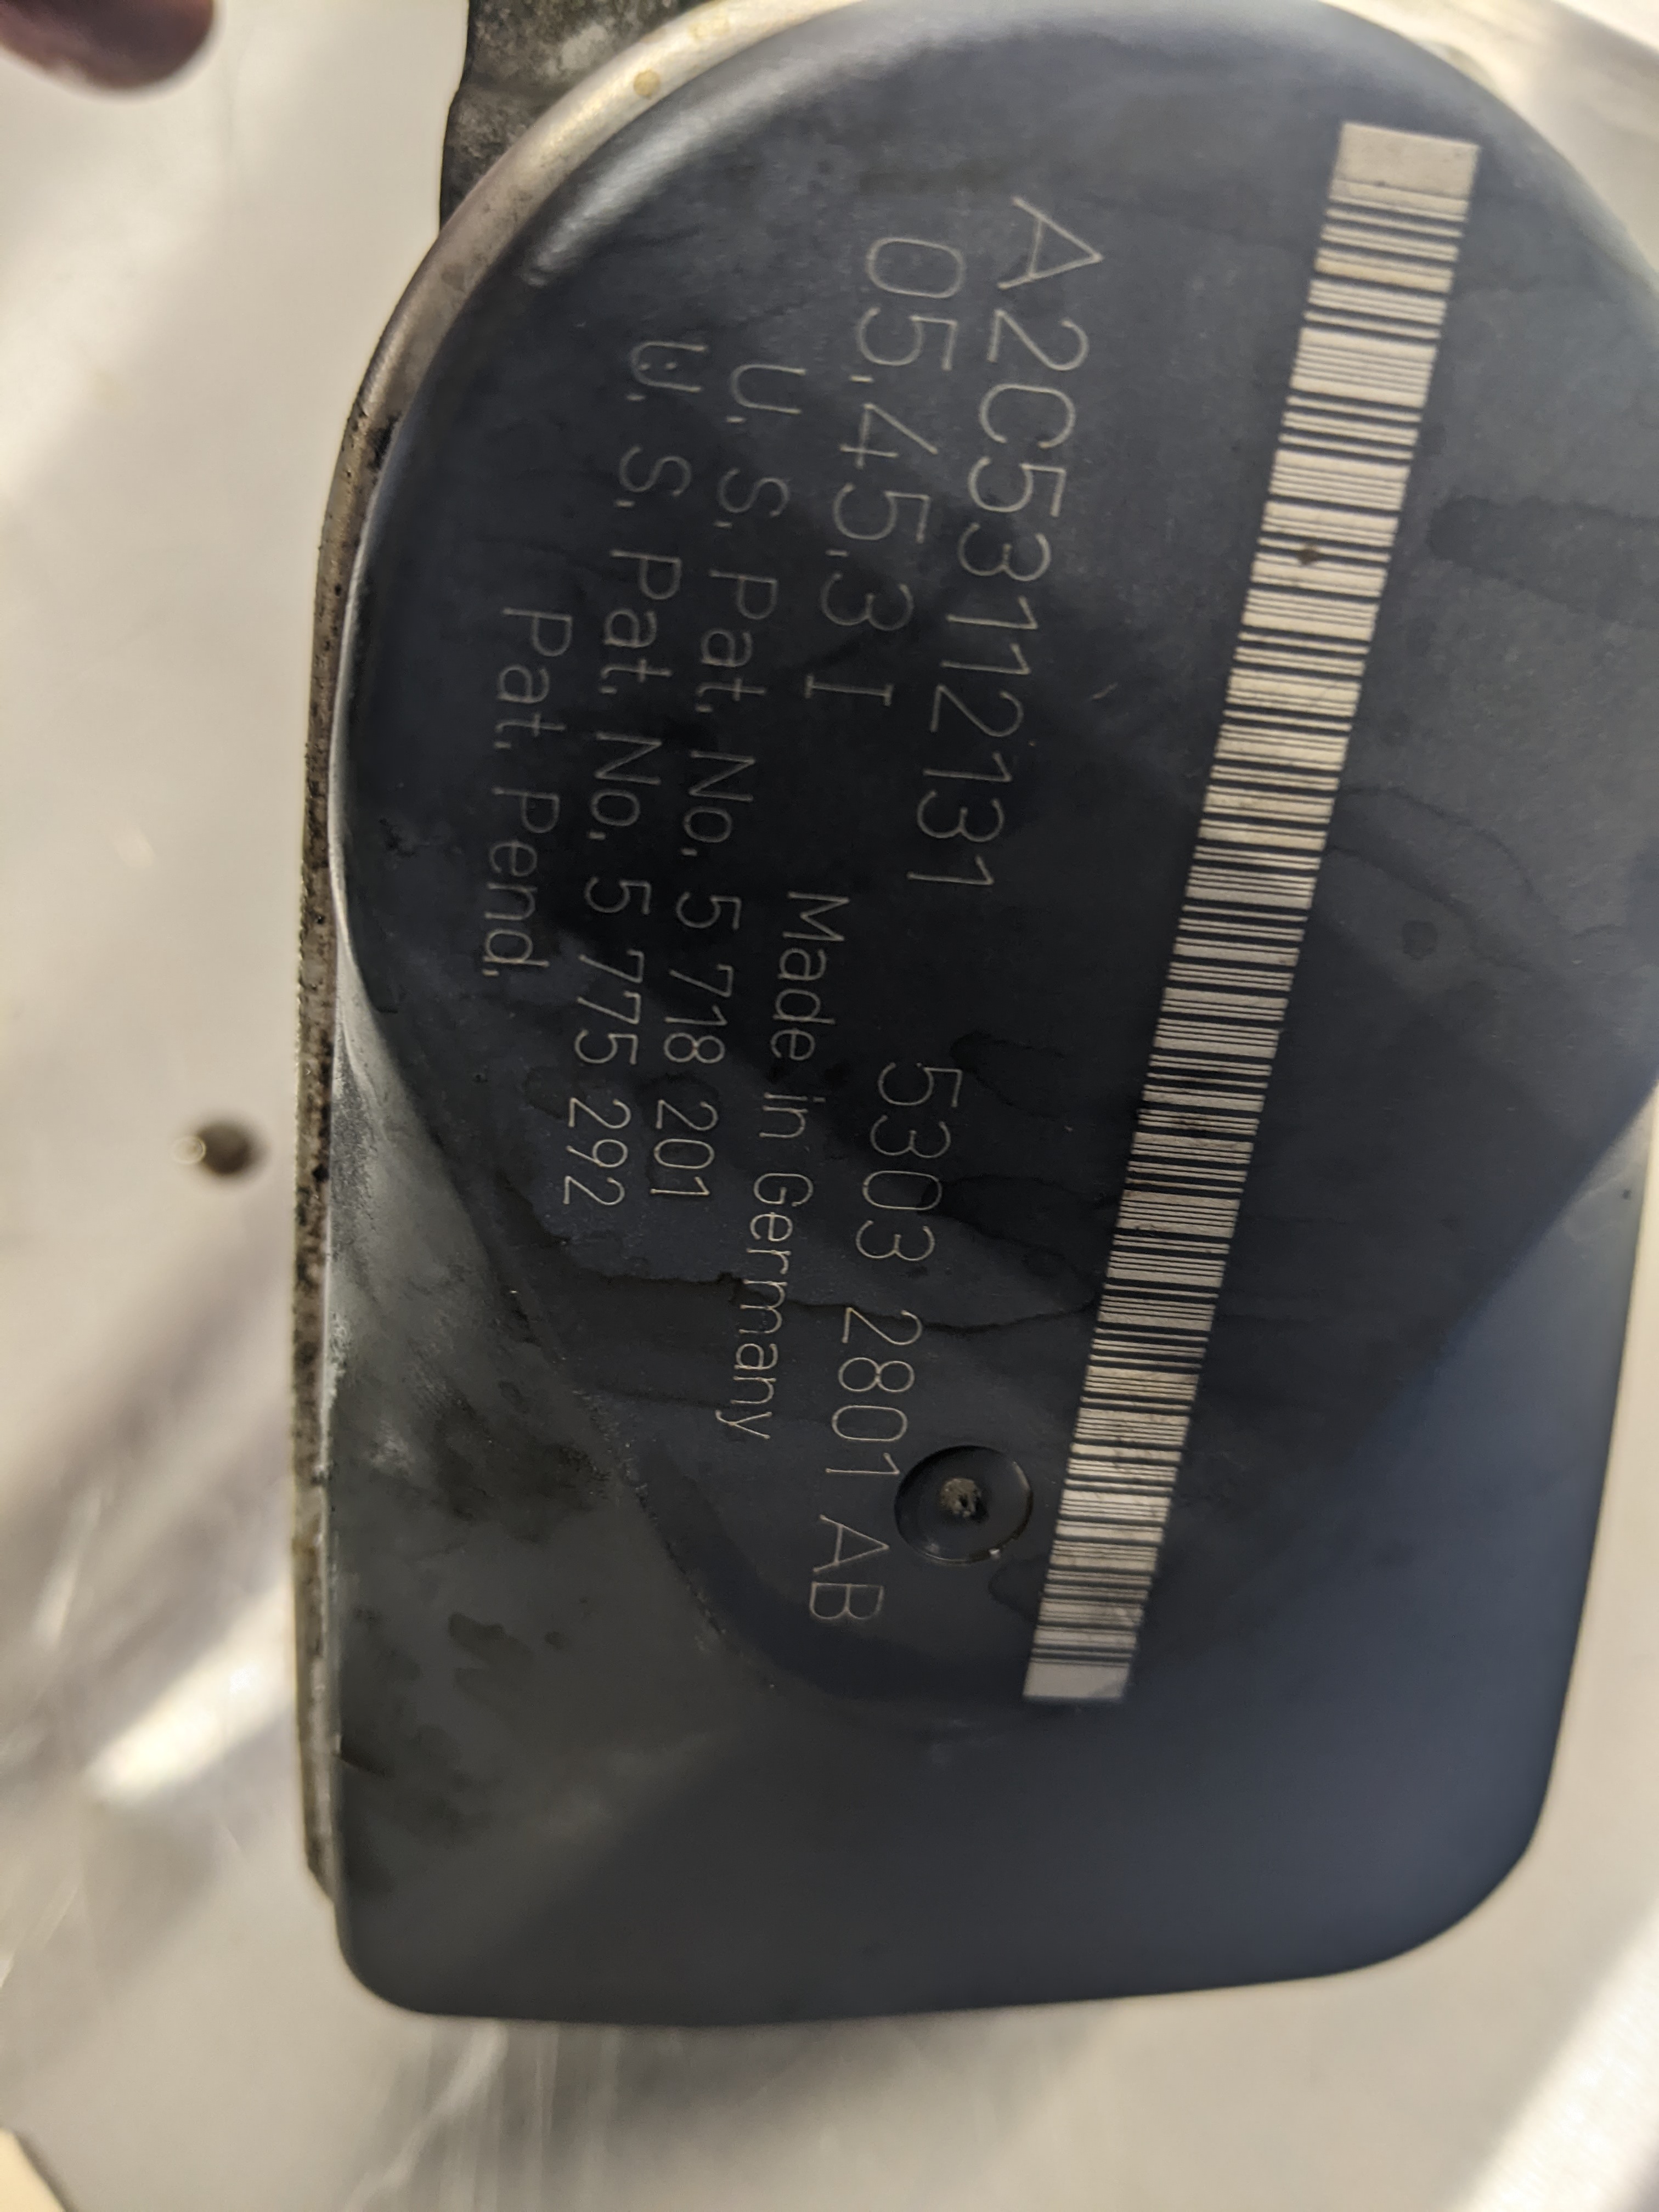 A2C53112131
05.45.3 I 5303 2801 AB
Made in Germany
U. S. Pat. No. 5 718 201
U. S. Pat. No. 5 775 292
Pat. Pend.